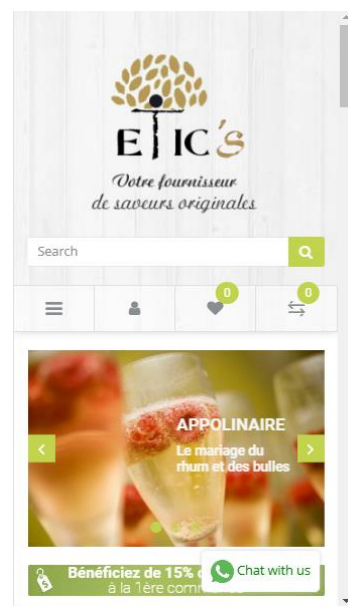 ETIC'S
Votre fournisseur
de saveurs originales
Search
0
0
APPOLINAIRE
Le mariage du
rhum et des bulles
Bénéficiez de 15% d
à la 1ère comm
Chat with us